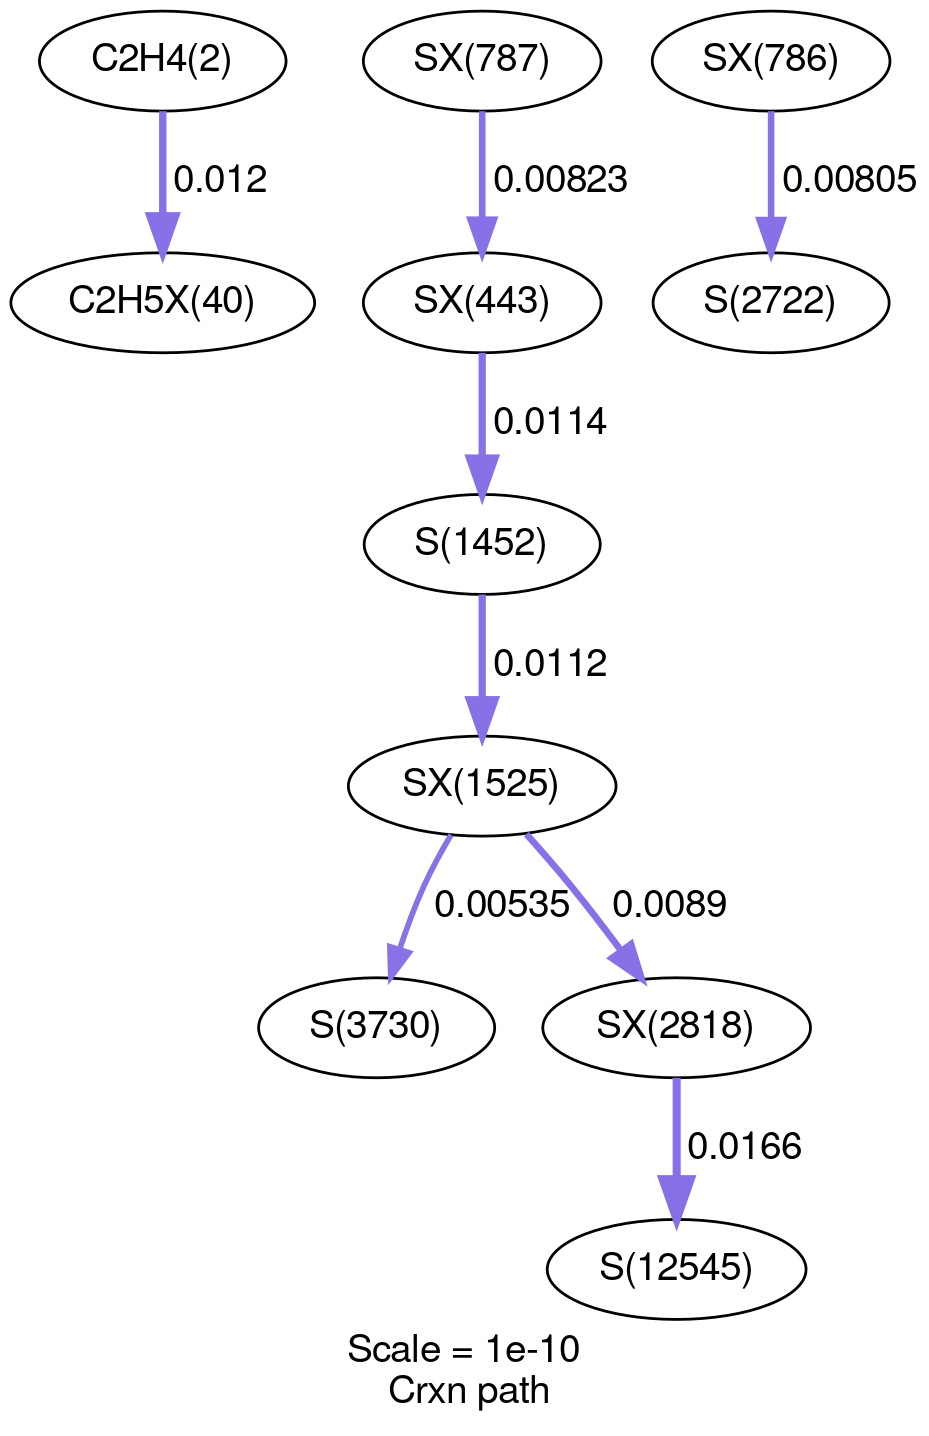 C2H4(2)
SX(787)
SX(786)
0.012
0.00823
0.00805
C2H5X(40)
SX(443)
S(2722)
0.0114
S(1452)
0.0112
SX(1525)
0.00535
0.0089
S(3730)
SX(2818)
0.0166
S(12545)
Scale = 1e-10
Crxn path